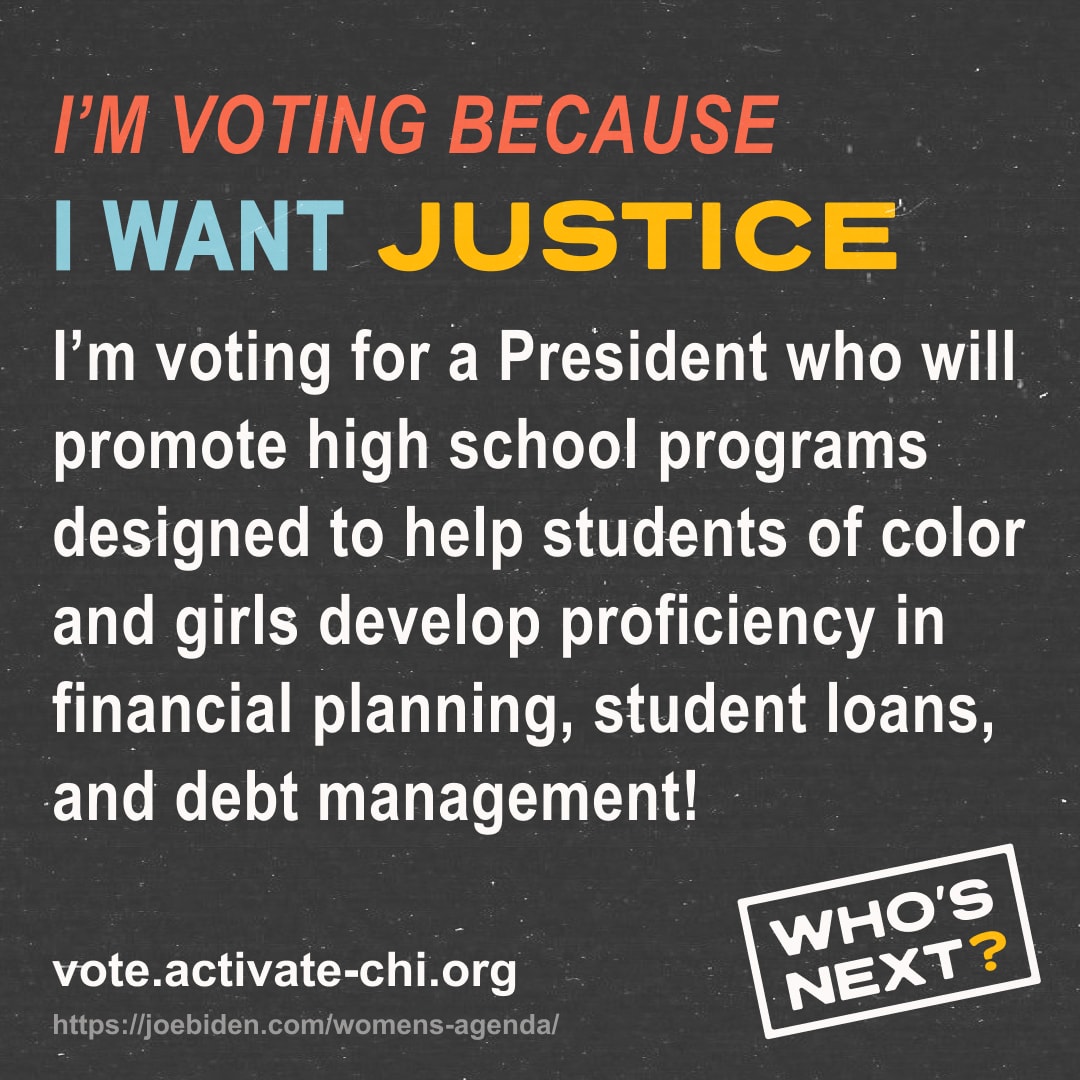 I’M VOTING BECAUSE
I WANT JUSTICE
I’m voting for a President who will
promote high school programs
designed to help students of color
and girls develop proficiency in
financial planning, student loans,
and debt management!
WHO’S
NEXT?
vote.activate-chi.org
https://joebiden.com/womens-agenda/